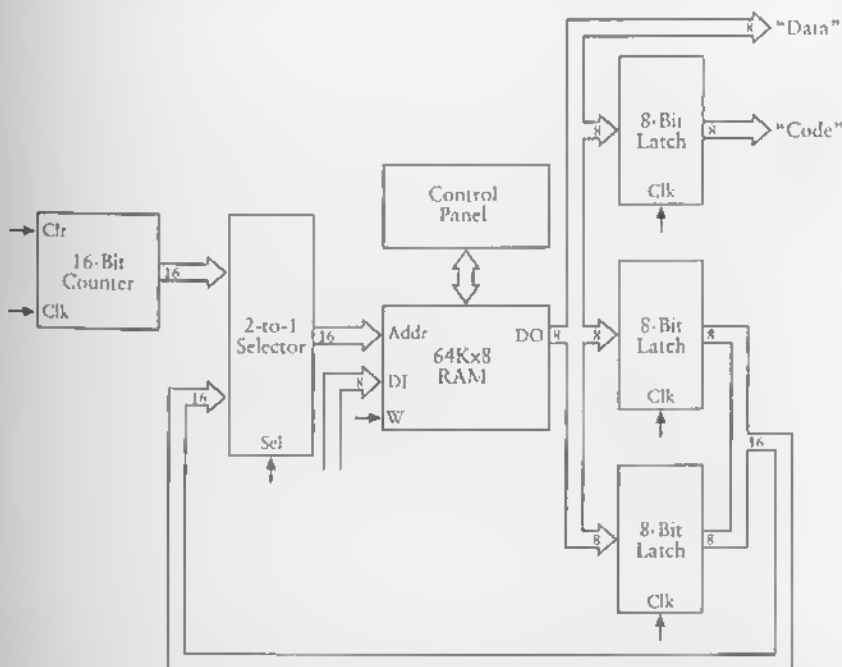 8
"Data"
8-Bit
Latch
8
8
"Code"
Clk
Control
Panel
Clr
16-Bit
Counter
Clk
16
2-to-1
Selector
16
16
Sel
Addr
DO
64Kx8
RAM
8
DI
W
8
8
8-Bit
Latch
8
Clk
16
8
8-Bit
Latch
8
Clk